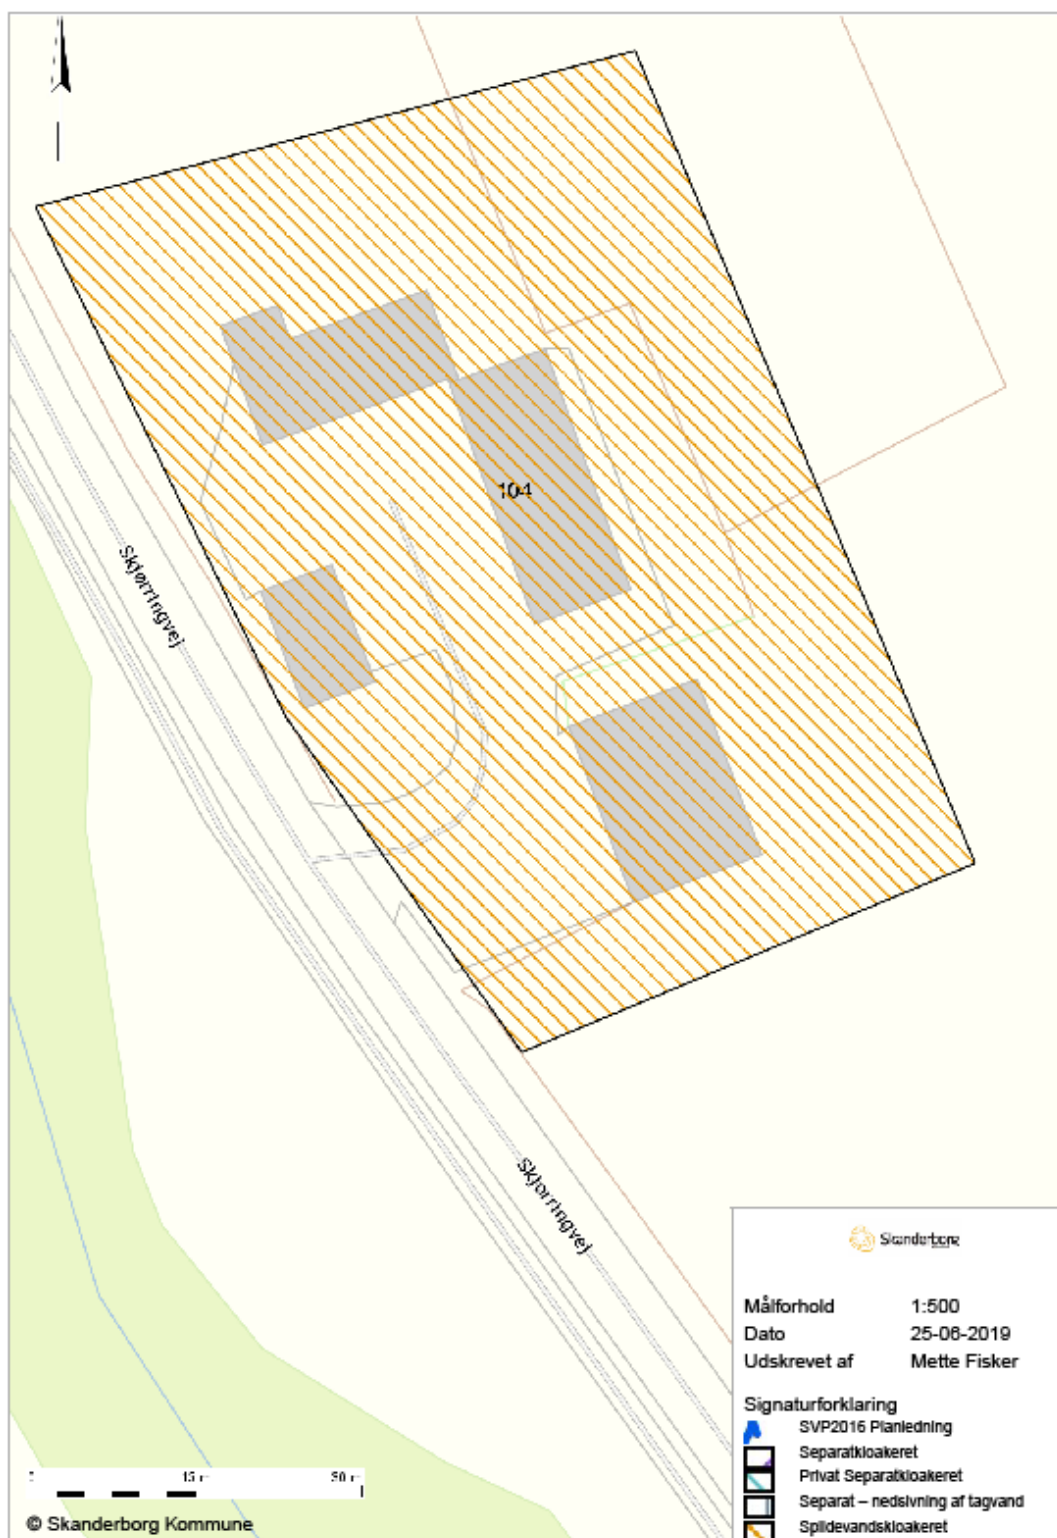 104
Skjørringvej
Skjørringvej
Skanderborg
Målforhold 1:500
Dato 25-06-2019
Udskrevet af Mette Fisker
Signaturforklaring
SVP2016 Planledning
Separatkloakeret
Privat Separatkloakeret
Separat – nedsivning af tagvand
Spildevandskloakeret
15 m
30 m
© Skanderborg Kommune